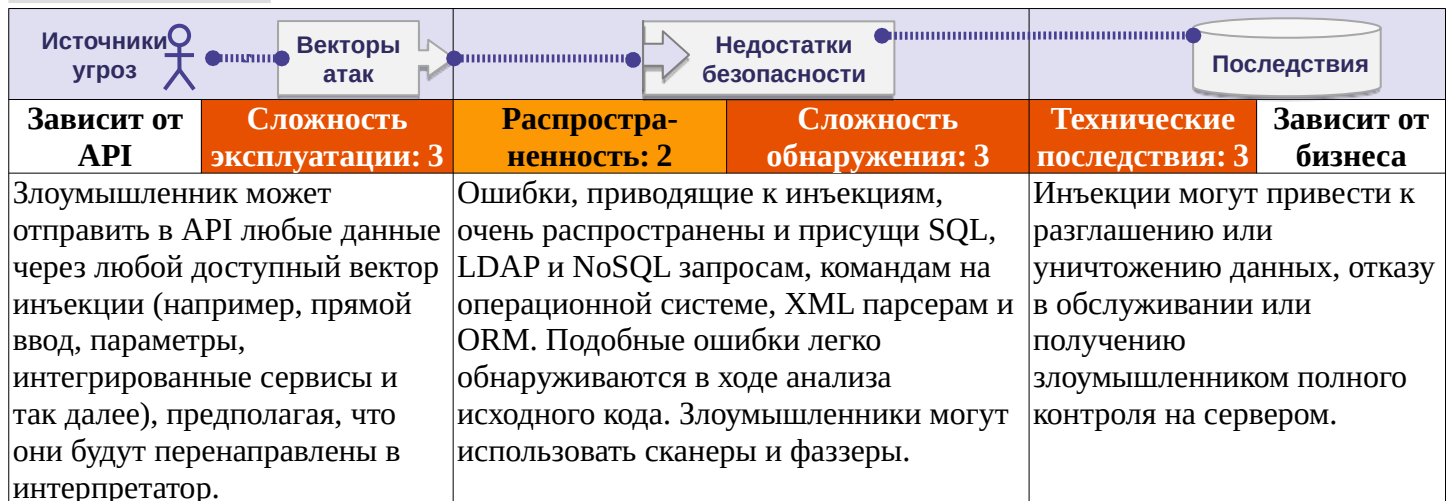 Источники
угроз
Векторы
атак
Недостатки
безопасности
Последствия
Зависит от
API
Сложность
эксплуатации: 3
Распростра-
ненность: 2
Сложность
обнаружения: 3
Технические
последствия: 3
Зависит от
бизнеса
Злоумышленник может
отправить в API любые данные
через любой доступный вектор
инъекции (например, прямой
ввод, параметры,
интегрированные сервисы и
так далее), предполагая, что
они будут перенаправлены в
интерпретатор.
Ошибки, приводящие к инъекциям,
очень распространены и присущи SQL,
LDAP и NoSQL запросам, командам на
операционной системе, XML парсерам и
ORM. Подобные ошибки легко
обнаруживаются в ходе анализа
исходного кода. Злоумышленники могут
использовать сканеры и фаззеры.
Инъекции могут привести к
разглашению или
уничтожению данных, отказу
в обслуживании или
получению
злоумышленником полного
контроля на сервером.